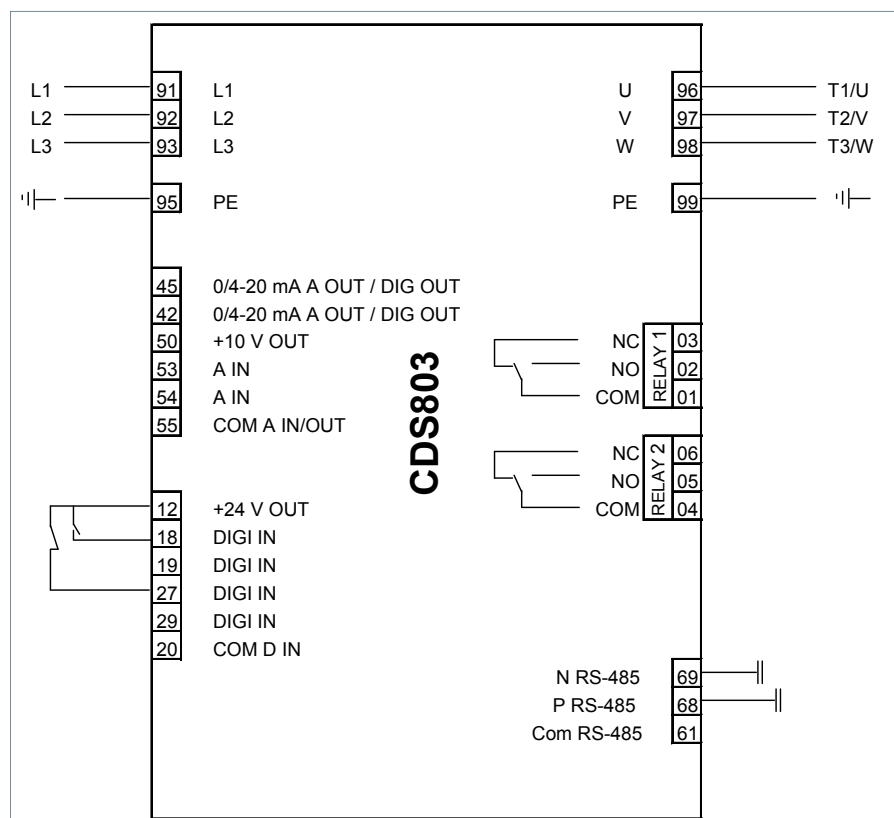 L1 91 L1 U 96 T1/U
L2 92 L2 V 97 T2/V
L3 93 L3 W 98 T3/W
95 PE PE 99
45 0/4-20 mA A OUT / DIG OUT
42 0/4-20 mA A OUT / DIG OUT
50 +10 V OUT
53 A IN
54 A IN
55 COM A IN/OUT
CDS803
NC 03
NO 02
COM 01
RELAY 1
NC 06
NO 05
COM 04
RELAY 2
12 +24 V OUT
18 DIGI IN
19 DIGI IN
27 DIGI IN
29 DIGI IN
20 COM D IN
N RS-485 69
P RS-485 68
Com RS-485 61